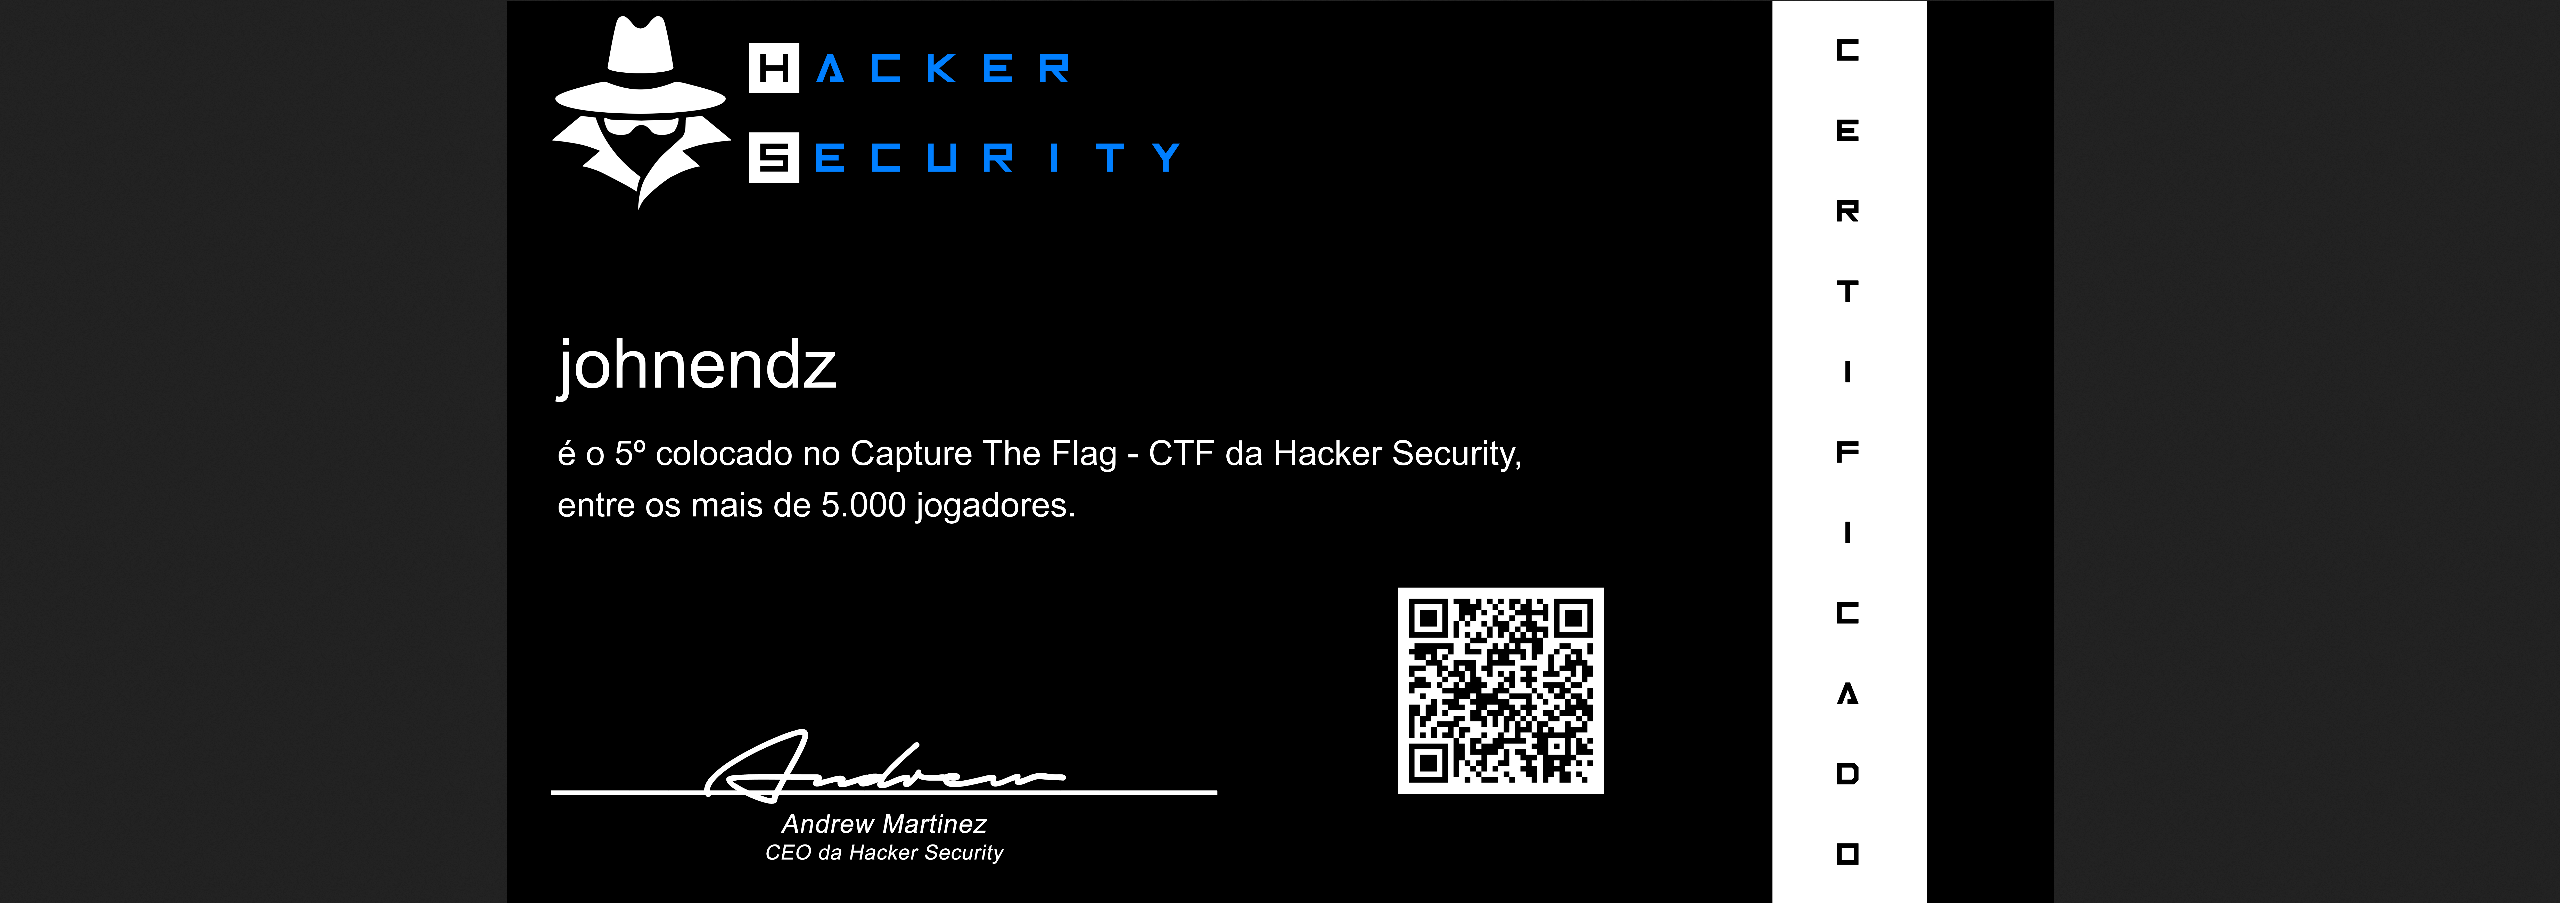 HACKER
SECURITY
johnendz
é o 5º colocado no Capture The Flag - CTF da Hacker Security,
entre os mais de 5.000 jogadores.
Andrew
Andrew Martinez
CEO da Hacker Security
CERTIFICADO